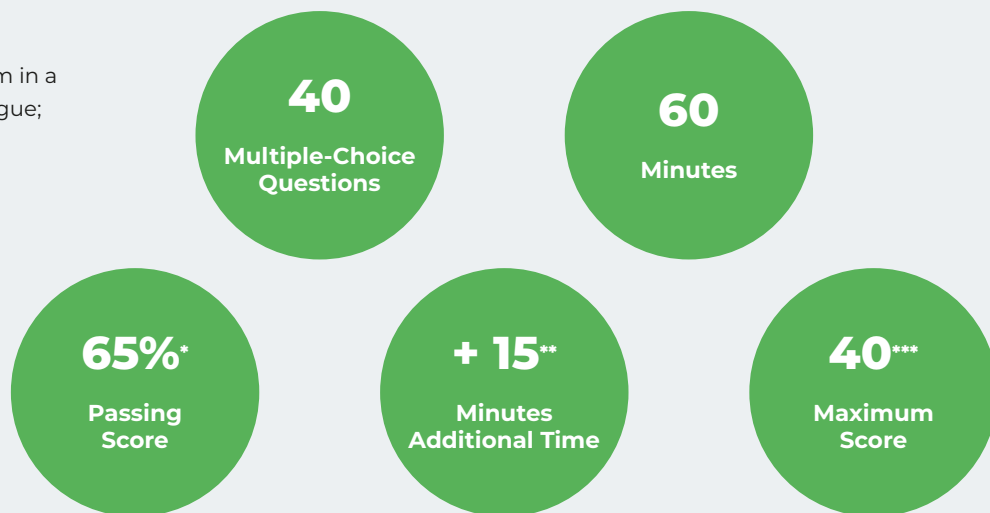 m in a
gue;
40
Multiple-Choice
Questions
60
Minutes
65%*
Passing
Score
+ 15**
Minutes
Additional Time
40***
Maximum
Score